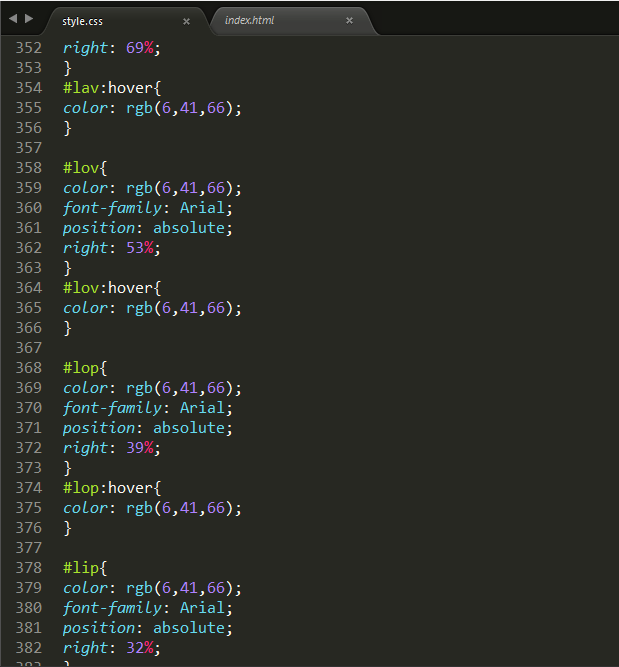 style.css × index.html ×
352 right: 69%;
353 }
354 #lav:hover{
355 color: rgb(6,41,66);
356 }
357
358 #lov{
359 color: rgb(6,41,66);
360 font-family: Arial;
361 position: absolute;
362 right: 53%;
363 }
364 #lov:hover{
365 color: rgb(6,41,66);
366 }
367
368 #lop{
369 color: rgb(6,41,66);
370 font-family: Arial;
371 position: absolute;
372 right: 39%;
373 }
374 #lop:hover{
375 color: rgb(6,41,66);
376 }
377
378 #lip{
379 color: rgb(6,41,66);
380 font-family: Arial;
381 position: absolute;
382 right: 32%;
383 }